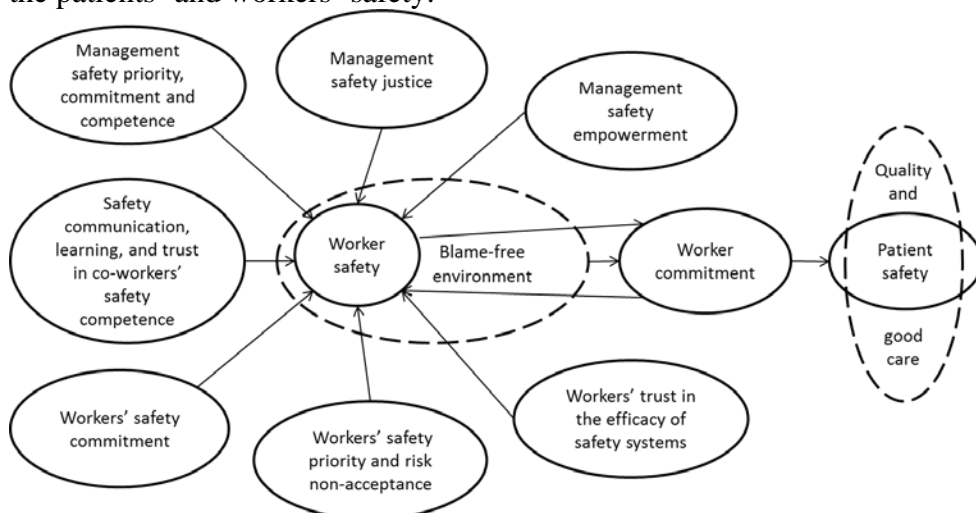 the patients' and workers' safety.
Management
safety priority,
commitment and
competence
Management
safety justice
Management
safety
empowerment
Safety
communication,
learning, and trust
in co-workers'
safety
competence
Worker
safety
Blame-free
environment
Worker
commitment
Quality
and
Patient
safety
good
care
Workers' safety
commitment
Workers' safety
priority and risk
non-acceptance
Workers' trust in
the efficacy of
safety systems